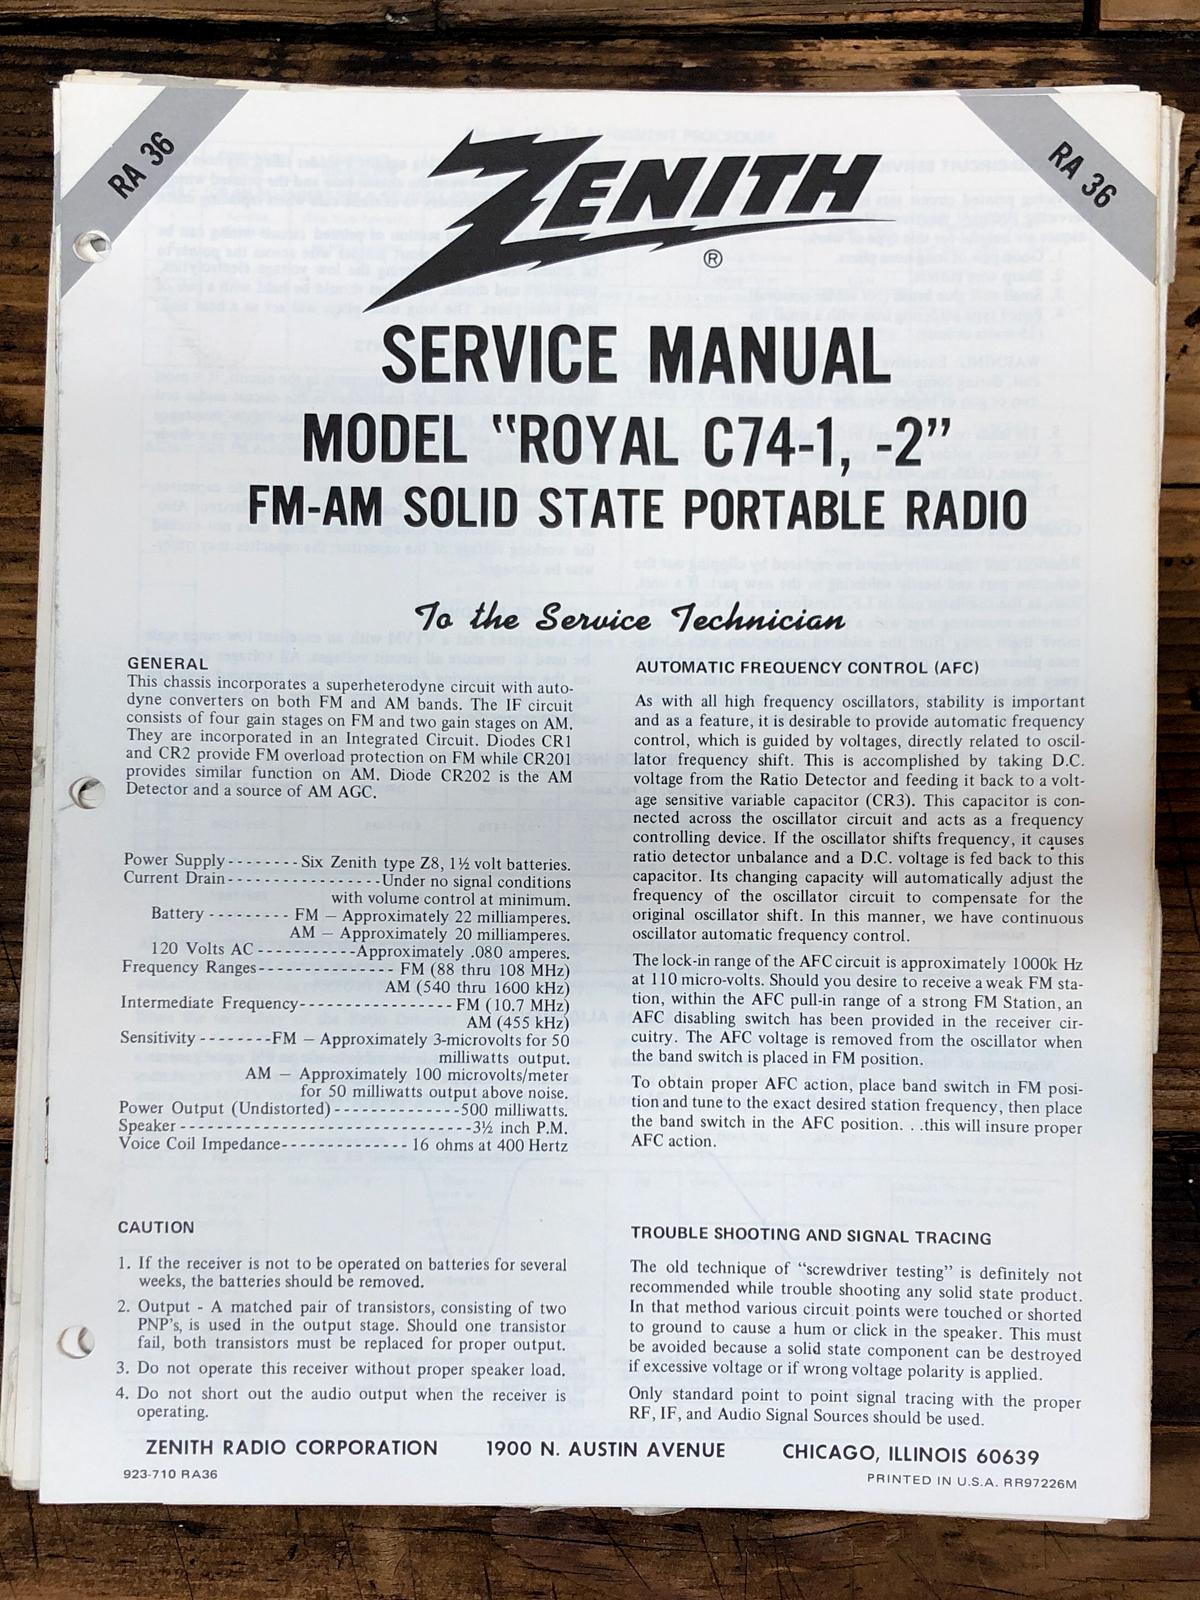 RA 36
RA 36
ZENITH
®
SERVICE MANUAL
MODEL "ROYAL C74-1, -2"
FM-AM SOLID STATE PORTABLE RADIO
To the Service Technician
GENERAL
This chassis incorporates a superheterodyne circuit with auto-
dyne converters on both FM and AM bands. The IF circuit
consists of four gain stages on FM and two gain stages on AM.
They are incorporated in an Integrated Circuit. Diodes CR1
and CR2 provide FM overload protection on FM while CR201
provides similar function on AM. Diode CR202 is the AM
Detector and a source of AM AGC.
Power Supply - - - - - - - - Six Zenith type Z8, 1½ volt batteries.
Current Drain - - - - - - - - - - - - - - - - - Under no signal conditions
with volume control at minimum.
Battery - - - - - - - - - FM — Approximately 22 milliamperes.
AM — Approximately 20 milliamperes.
120 Volts AC - - - - - - - - - - - Approximately .080 amperes.
Frequency Ranges - - - - - - - - - - - - - - - FM (88 thru 108 MHz)
AM (540 thru 1600 kHz)
Intermediate Frequency - - - - - - - - - - - - - - - - - FM (10.7 MHz)
AM (455 kHz)
Sensitivity - - - - - - - - FM — Approximately 3-microvolts for 50
milliwatts output.
AM — Approximately 100 microvolts/meter
for 50 milliwatts output above noise.
Power Output (Undistorted) - - - - - - - - - - - - - - 500 milliwatts.
Speaker - - - - - - - - - - - - - - - - - - - - - - - - - - - - - - 3½ inch P.M.
Voice Coil Impedance - - - - - - - - - - - - - - 16 ohms at 400 Hertz
CAUTION
1. If the receiver is not to be operated on batteries for several
weeks, the batteries should be removed.
2. Output - A matched pair of transistors, consisting of two
PNP's, is used in the output stage. Should one transistor
fail, both transistors must be replaced for proper output.
3. Do not operate this receiver without proper speaker load.
4. Do not short out the audio output when the receiver is
operating.
AUTOMATIC FREQUENCY CONTROL (AFC)
As with all high frequency oscillators, stability is important
and as a feature, it is desirable to provide automatic frequency
control, which is guided by voltages, directly related to oscil-
lator frequency shift. This is accomplished by taking D.C.
voltage from the Ratio Detector and feeding it back to a volt-
age sensitive variable capacitor (CR3). This capacitor is con-
nected across the oscillator circuit and acts as a frequency
controlling device. If the oscillator shifts frequency, it causes
ratio detector unbalance and a D.C. voltage is fed back to this
capacitor. Its changing capacity will automatically adjust the
frequency of the oscillator circuit to compensate for the
original oscillator shift. In this manner, we have continuous
oscillator automatic frequency control.
The lock-in range of the AFC circuit is approximately 1000k Hz
at 110 micro-volts. Should you desire to receive a weak FM sta-
tion, within the AFC pull-in range of a strong FM Station, an
AFC disabling switch has been provided in the receiver cir-
cuitry. The AFC voltage is removed from the oscillator when
the band switch is placed in FM position.
To obtain proper AFC action, place band switch in FM posi-
tion and tune to the exact desired station frequency, then place
the band switch in the AFC position. . .this will insure proper
AFC action.
TROUBLE SHOOTING AND SIGNAL TRACING
The old technique of "screwdriver testing" is definitely not
recommended while trouble shooting any solid state product.
In that method various circuit points were touched or shorted
to ground to cause a hum or click in the speaker. This must
be avoided because a solid state component can be destroyed
if excessive voltage or if wrong voltage polarity is applied.
Only standard point to point signal tracing with the proper
RF, IF, and Audio Signal Sources should be used.
ZENITH RADIO CORPORATION 1900 N. AUSTIN AVENUE CHICAGO, ILLINOIS 60639
923-710 RA36
PRINTED IN U.S.A. RR97226M